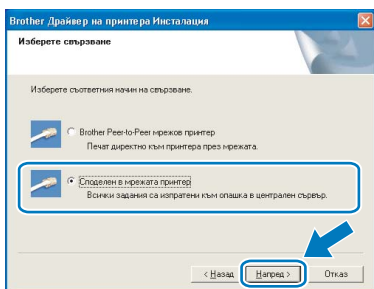 Brother Драйвер на принтера Инсталация
Изберете свързване
Изберете съответния начин на свързване.
Brother Peer-to-Peer мрежов принтер
Печат директно към принтера през мрежата.
Споделен в мрежата принтер
Всички задания са изпратени към опашка в централен сървър.
< Назад
Напред >
Отказ